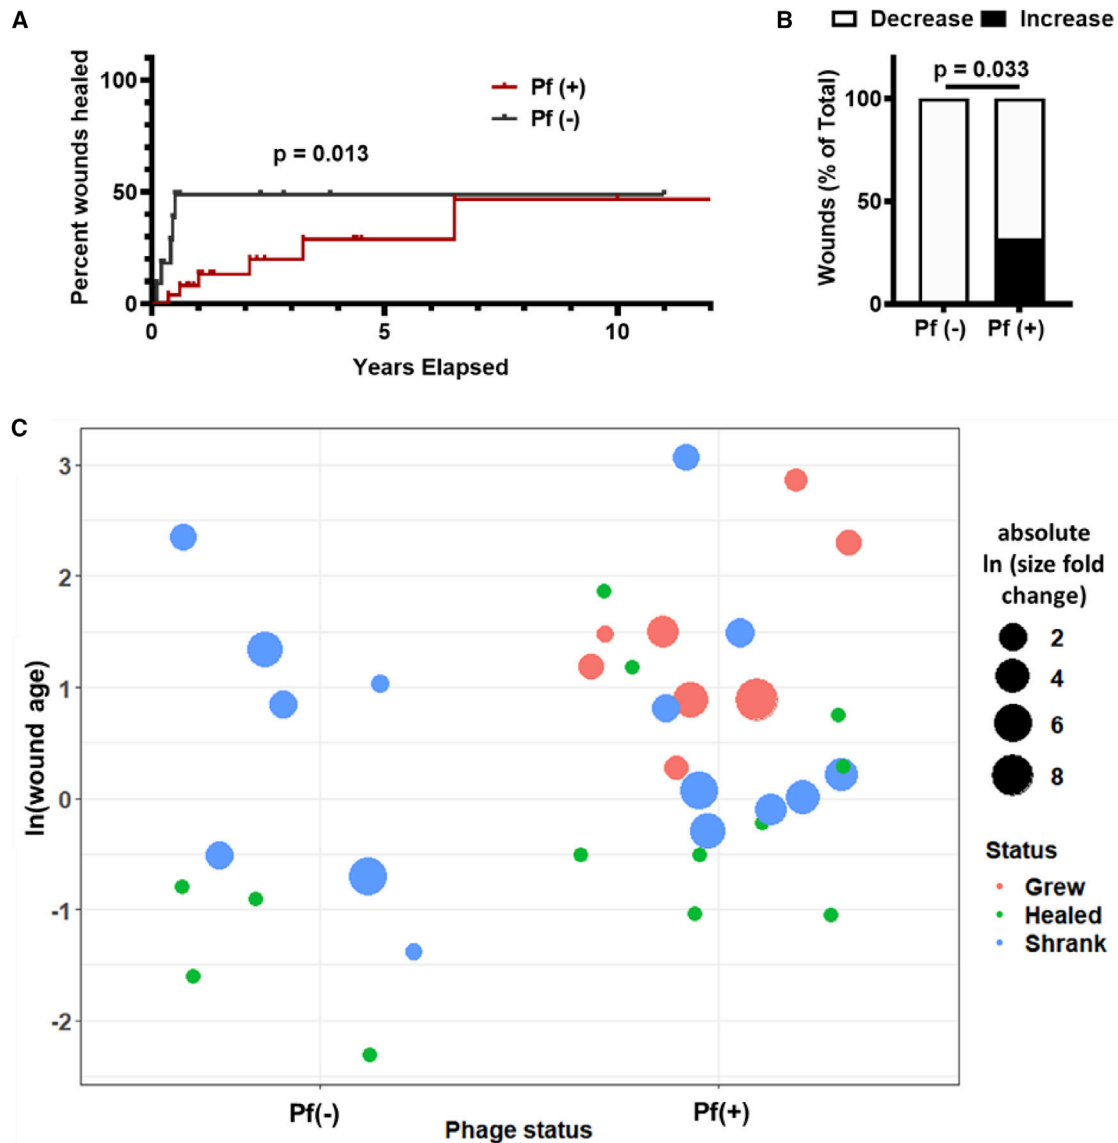 A
Percent wounds healed
100
50
0
0
5
10
Years Elapsed
Pf (+)
Pf (-)
p = 0.013
B
Decrease
Increase
p = 0.033
Wounds (% of Total)
100
50
0
Pf (-)
Pf (+)
C
ln(wound age)
3
2
1
0
-1
-2
Pf(-)
Pf(+)
Phage status
absolute
ln (size fold
change)
2
4
6
8
Status
Grew
Healed
Shrank